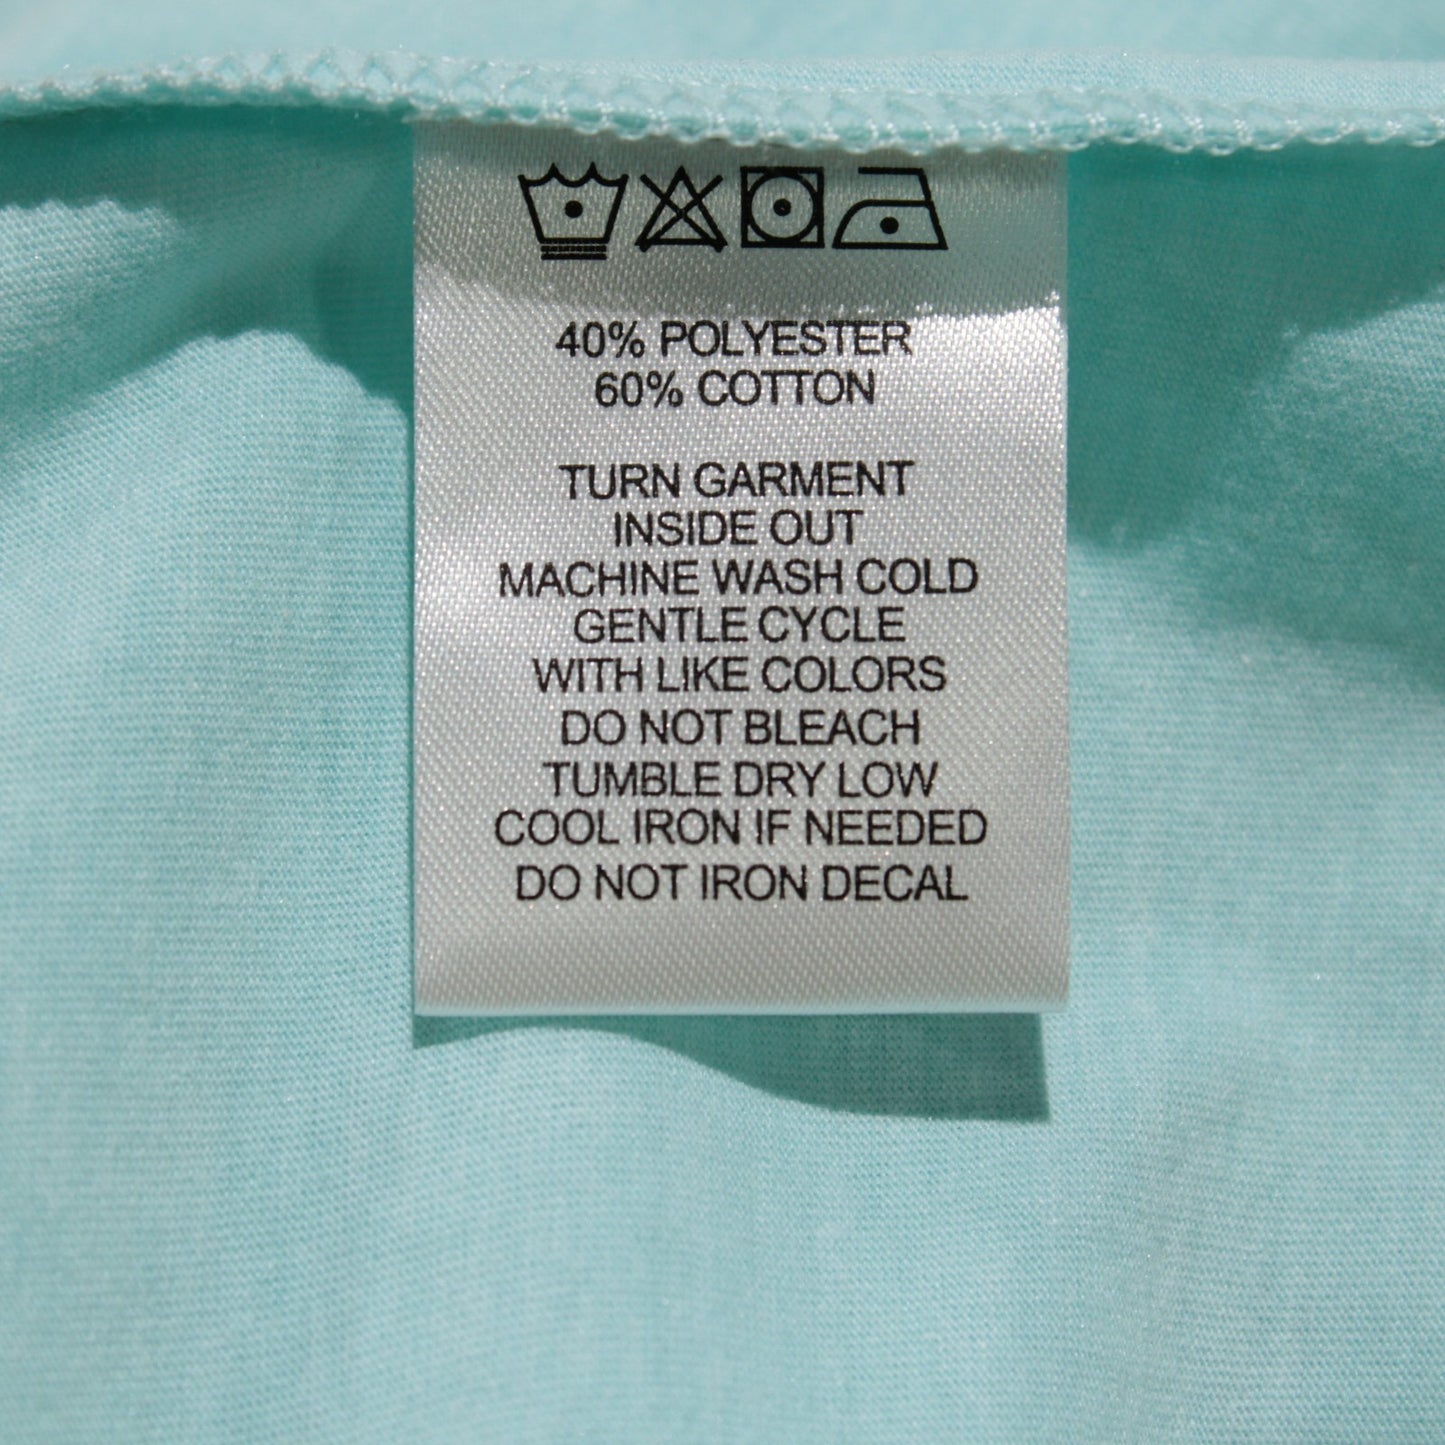 40% POLYESTER
60% COTTON
TURN GARMENT
INSIDE OUT
MACHINE WASH COLD
GENTLE CYCLE
WITH LIKE COLORS
DO NOT BLEACH
TUMBLE DRY LOW
COOL IRON IF NEEDED
DO NOT IRON DECAL